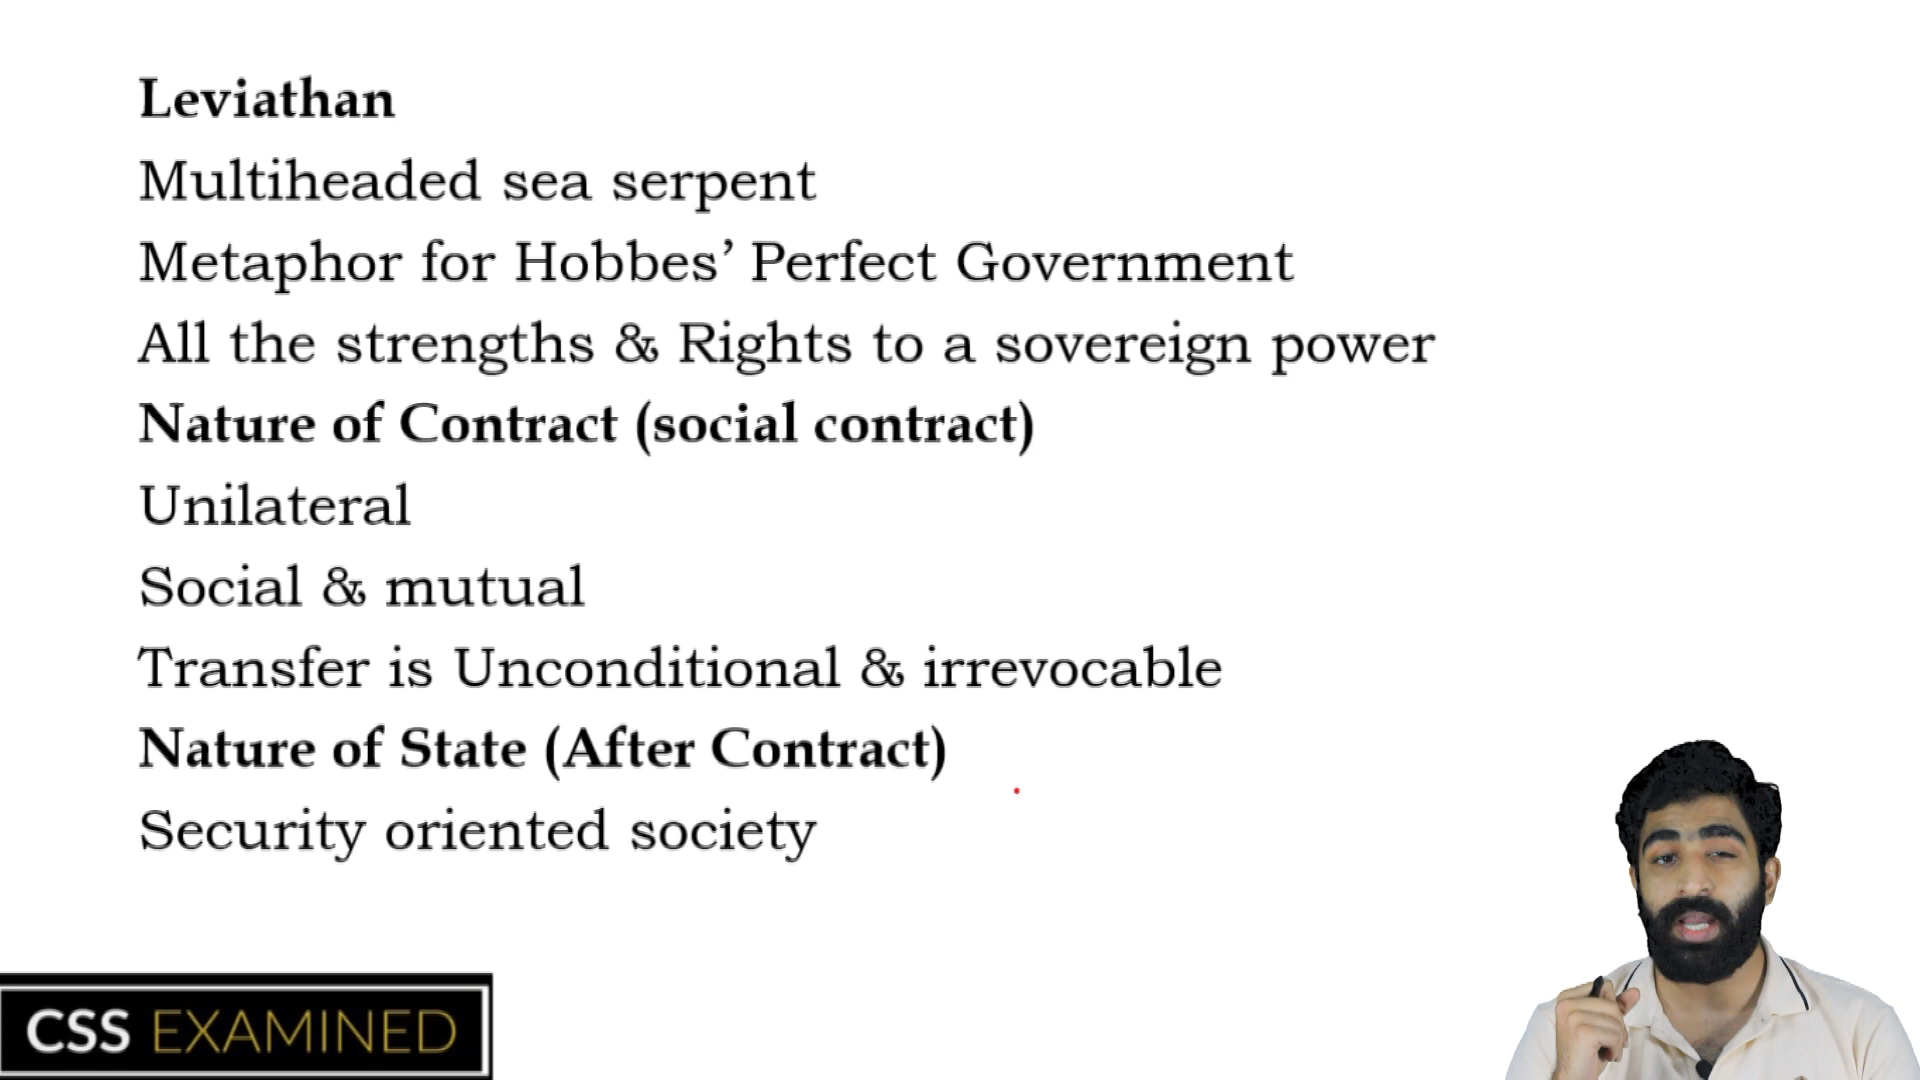 Leviathan
Multiheaded sea serpent
Metaphor for Hobbes’ Perfect Government
All the strengths & Rights to a sovereign power
Nature of Contract (social contract)
Unilateral
Social & mutual
Transfer is Unconditional & irrevocable
Nature of State (After Contract)
Security oriented society
CSS EXAMINED